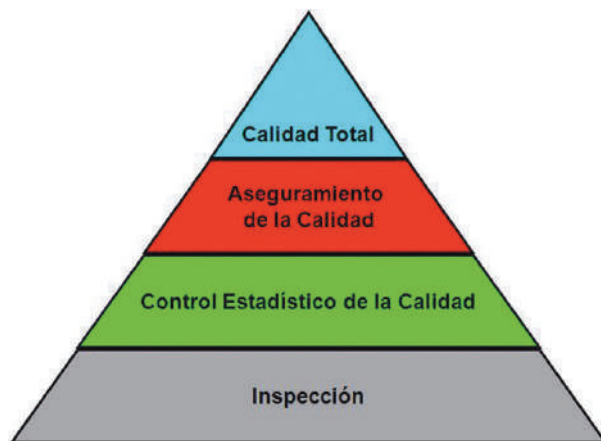 Calidad Total
Aseguramiento
de la Calidad
Control Estadístico de la Calidad
Inspección